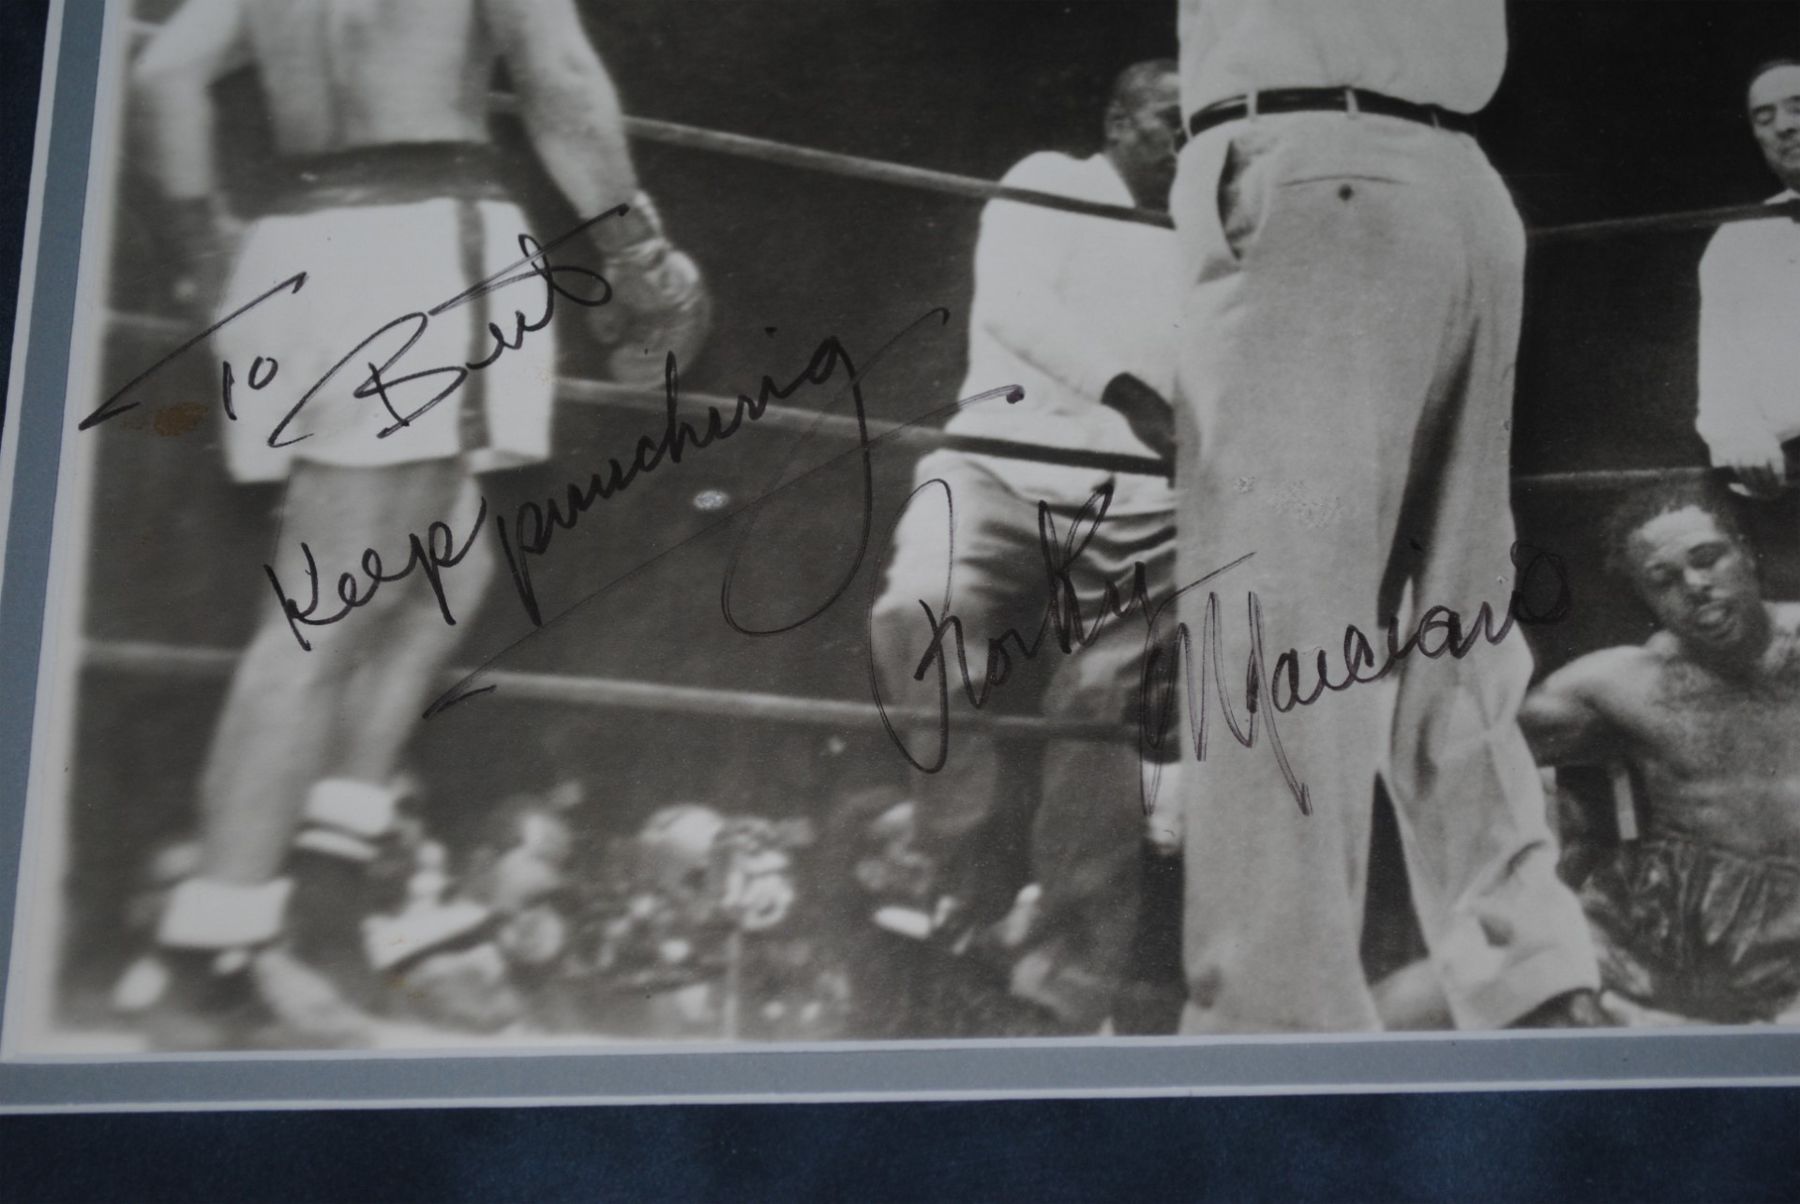 To Bert
Keep punching
Rocky Marciano